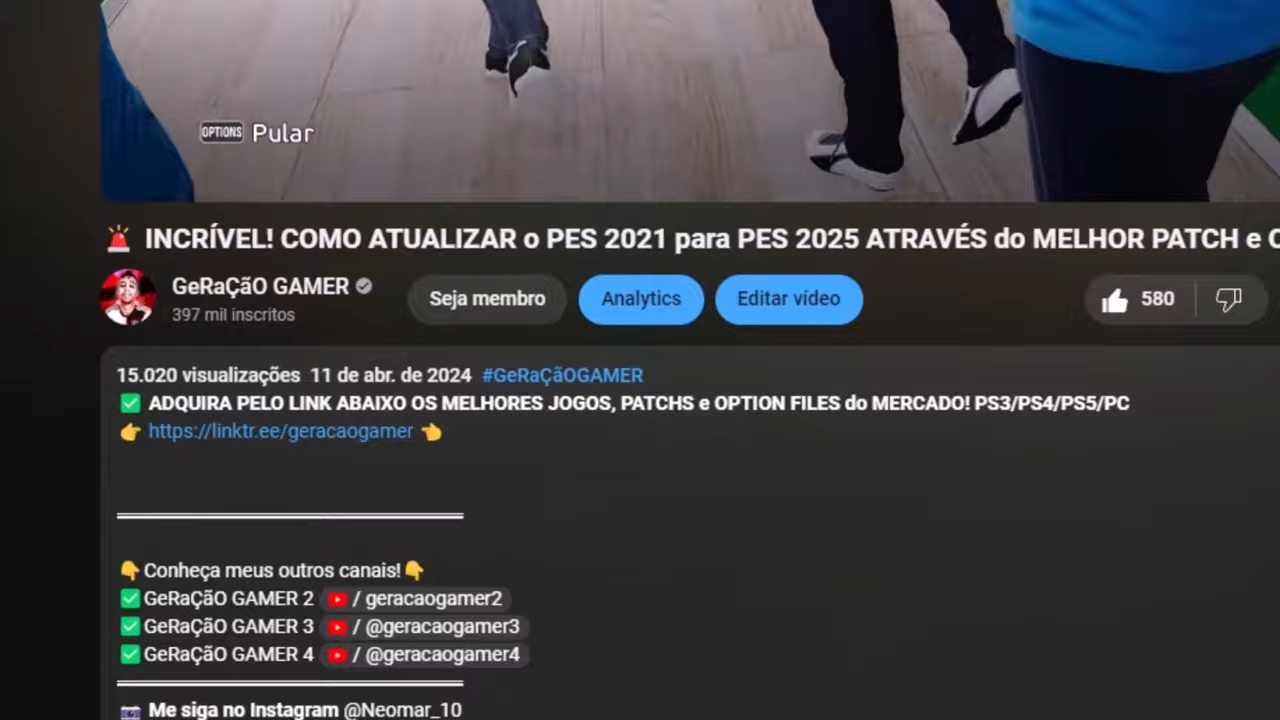 OPTIONS Pular
🚨 INCRÍVEL! COMO ATUALIZAR o PES 2021 para PES 2025 ATRAVÉS do MELHOR PATCH e
GeRaÇãO GAMER
397 mil inscritos
Seja membro
Analytics
Editar vídeo
580
15.020 visualizações 11 de abr. de 2024 #GeRaÇãOGAMER
✅ ADQUIRA PELO LINK ABAIXO OS MELHORES JOGOS, PATCHS e OPTION FILES do MERCADO! PS3/PS4/PS5/PC
👉 https://linktr.ee/geracaogamer 👈
👇Conheça meus outros canais!👇
✅GeRaÇãO GAMER 2 / geracaogamer2
✅GeRaÇãO GAMER 3 / @geracaogamer3
✅GeRaÇãO GAMER 4 / @geracaogamer4
📷 Me siga no Instagram @Neomar_10